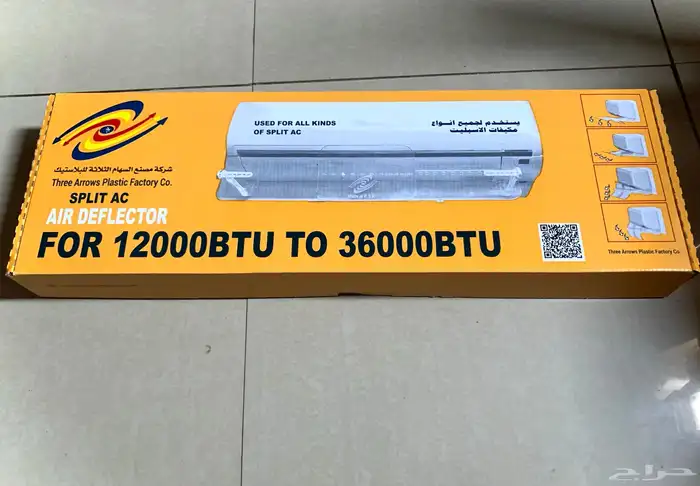 شركة مصنع السهام الثلاثة للبلاستيك
Three Arrows Plastic Factory Co.
SPLIT AC
AIR DEFLECTOR
FOR 12000BTU TO 36000BTU
USED FOR ALL KINDS
OF SPLIT AC
يستخدم لجميع انواع
مكيفات الاسبليت
Three Arrows Plastic Factory Co.
حراج